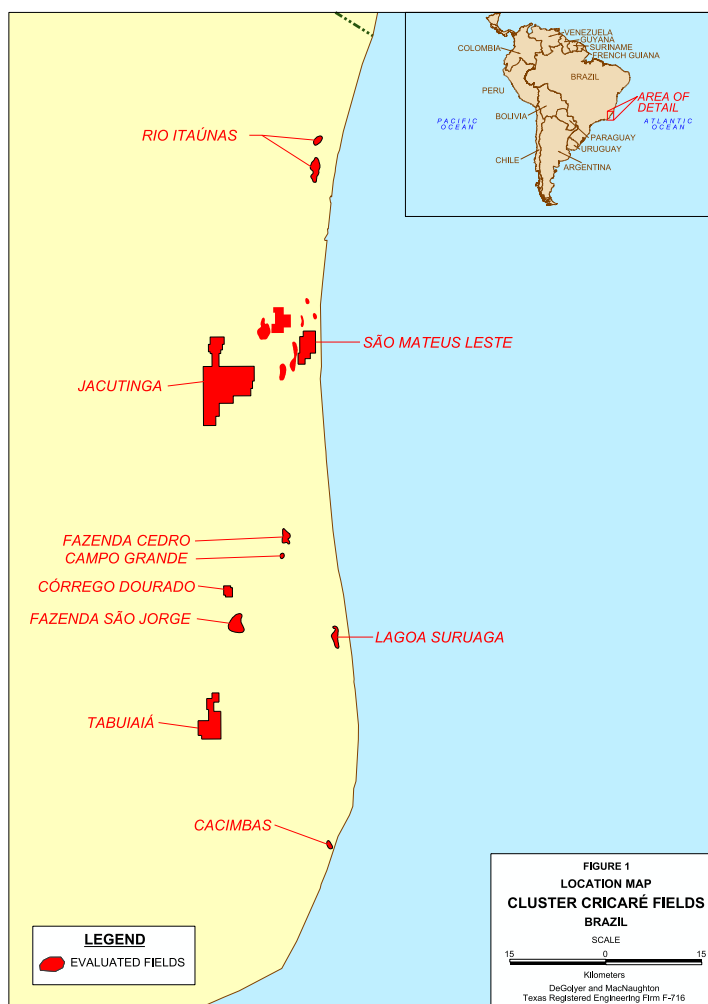 VENEZUELA
GUYANA
SURINAME
FRENCH GUIANA
COLOMBIA
BRAZIL
PERU
AREA OF
DETAIL
BOLIVIA
PACIFIC
OCEAN
ATLANTIC
OCEAN
PARAGUAY
URUGUAY
CHILE
ARGENTINA
RIO ITAÚNAS
SÃO MATEUS LESTE
JACUTINGA
FAZENDA CEDRO
CAMPO GRANDE
CÓRREGO DOURADO
FAZENDA SÃO JORGE
LAGOA SURUAGA
TABUIAIÁ
CACIMBAS
LEGEND
EVALUATED FIELDS
FIGURE 1
LOCATION MAP
CLUSTER CRICARÉ FIELDS
BRAZIL
SCALE
15 0 15
Kilometers
DeGolyer and MacNaughton
Texas Registered Engineering Firm F-716